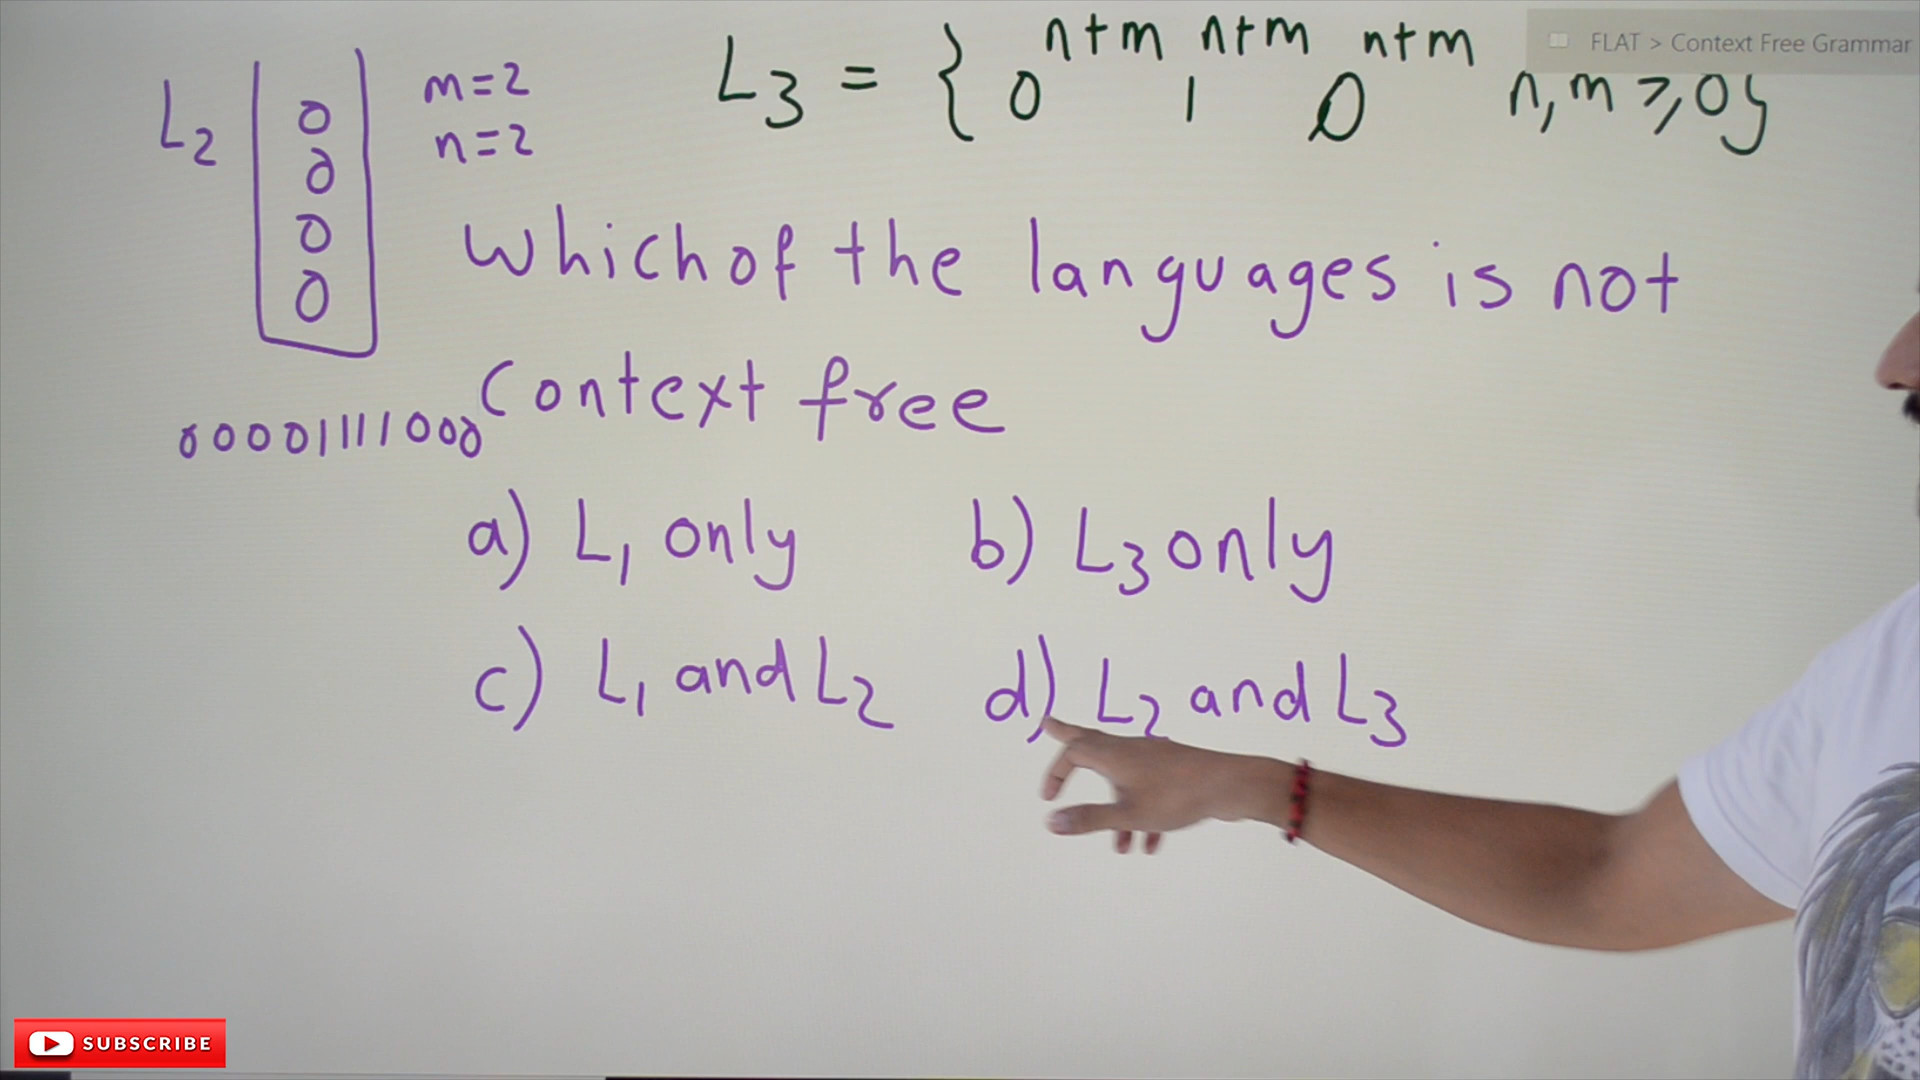 FLAT > Context Free Grammar
L3 = { 0^n+m 1^n+m 0^n+m n, m ≥, 0}
L2
0
0
0
0
m=2
n=2
Which of the languages is not
Context free
00001111000
a) L1 only
b) L3 only
c) L1 and L2
d) L2 and L3
SUBSCRIBE